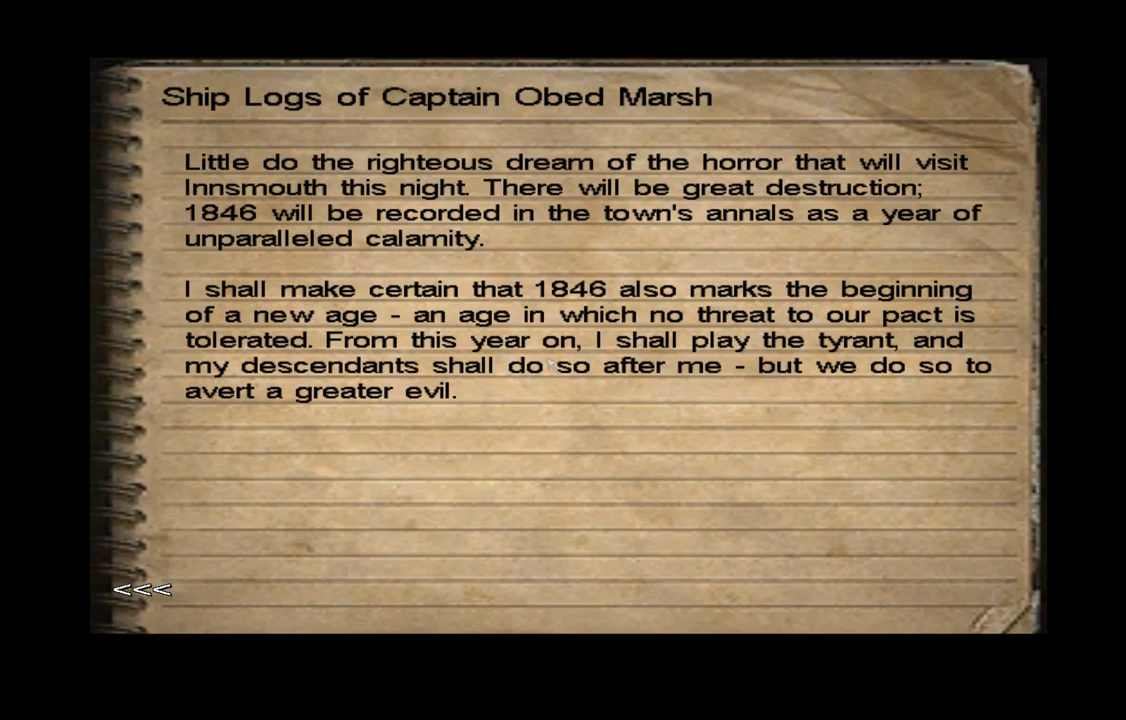 Ship Logs of Captain Obed Marsh
Little do the righteous dream of the horror that will visit
Innsmouth this night. There will be great destruction;
1846 will be recorded in the town's annals as a year of
unparalleled calamity.
I shall make certain that 1846 also marks the beginning
of a new age - an age in which no threat to our pact is
tolerated. From this year on, I shall play the tyrant, and
my descendants shall do so after me - but we do so to
avert a greater evil.
<<<